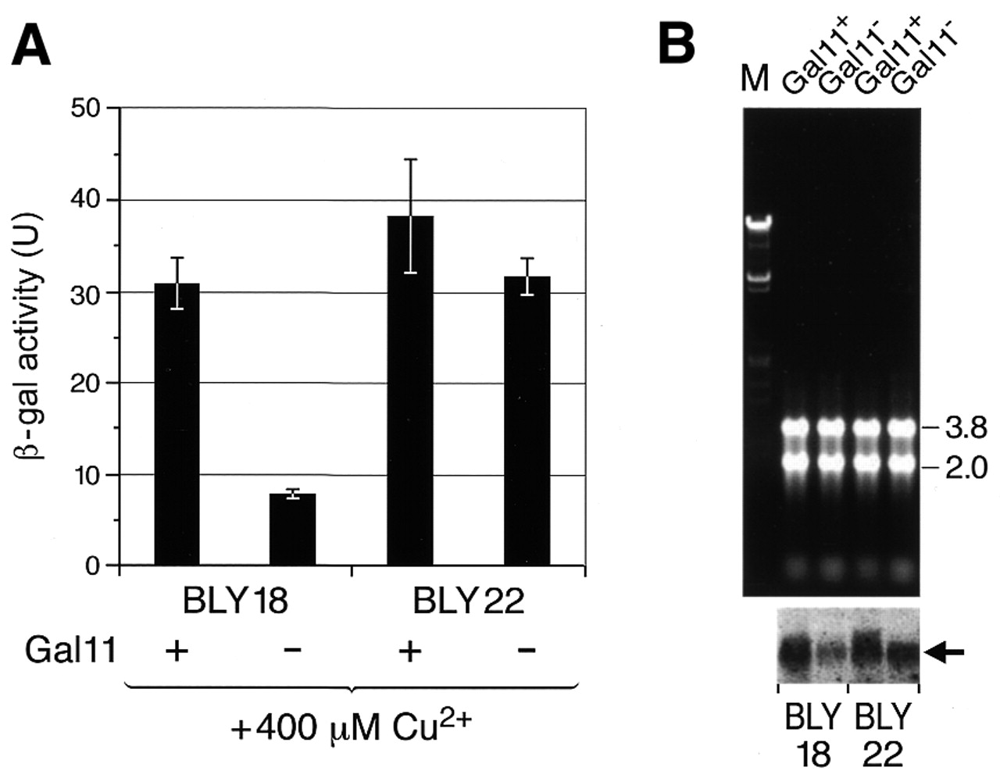 A
50
40
30
20
10
0
β-gal activity (U)
BLY18 BLY22
Gal11 + − + −
+400 µM Cu²⁺
B
M Gal11⁺ Gal11⁻ Gal11⁺ Gal11⁻
3.8
2.0
BLY BLY
18 22